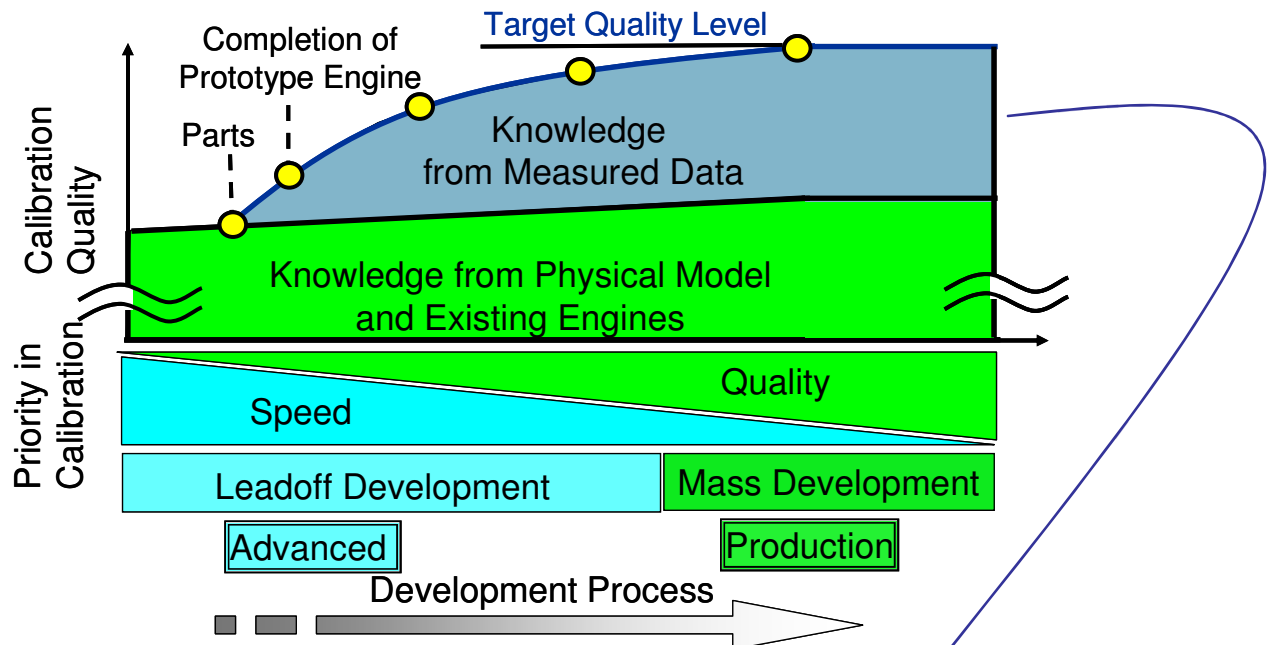 Target Quality Level
Completion of
Prototype Engine
Parts
Calibration
Quality
Knowledge
from Measured Data
Knowledge from Physical Model
and Existing Engines
Priority in
Calibration
Quality
Speed
Leadoff Development
Mass Development
Advanced
Production
Development Process